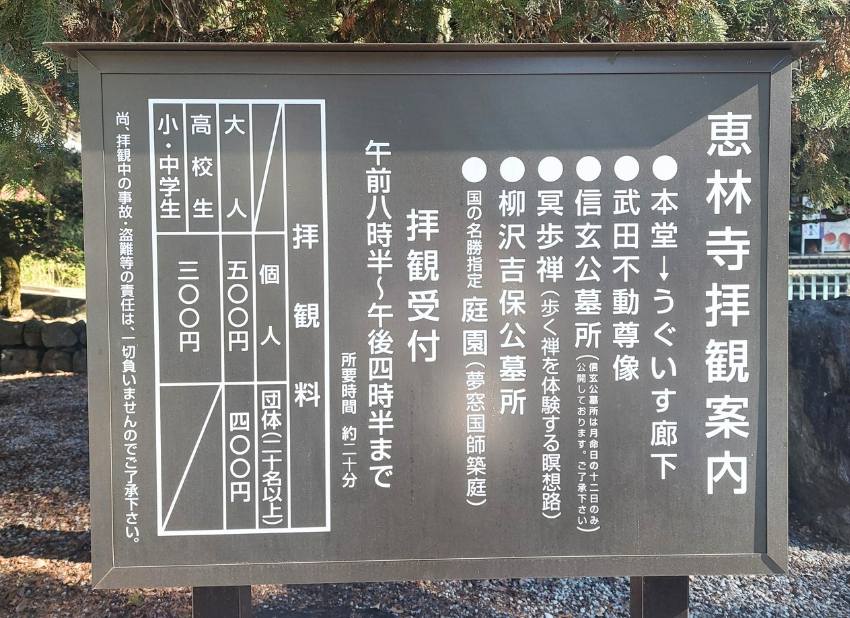 恵林寺拝観案内
●本堂→うぐいす廊下
●武田不動尊像
●信玄公墓所(信玄公墓所は月命日の十二日のみ
公開しております。ご了承下さい)
●冥歩禅(歩く禅を体験する瞑想路)
●柳沢吉保公墓所
●国の名勝指定 庭園(夢窓国師築庭)
拝観受付
午前八時半〜午後四時半まで
所要時間 約二十分
拝観料
個人
団体(二十名以上)
大人
五〇〇円
四〇〇円
高校生
小・中学生
三〇〇円
尚、拝観中の事故・盗難等の責任は、一切負いませんのでご了承下さい。